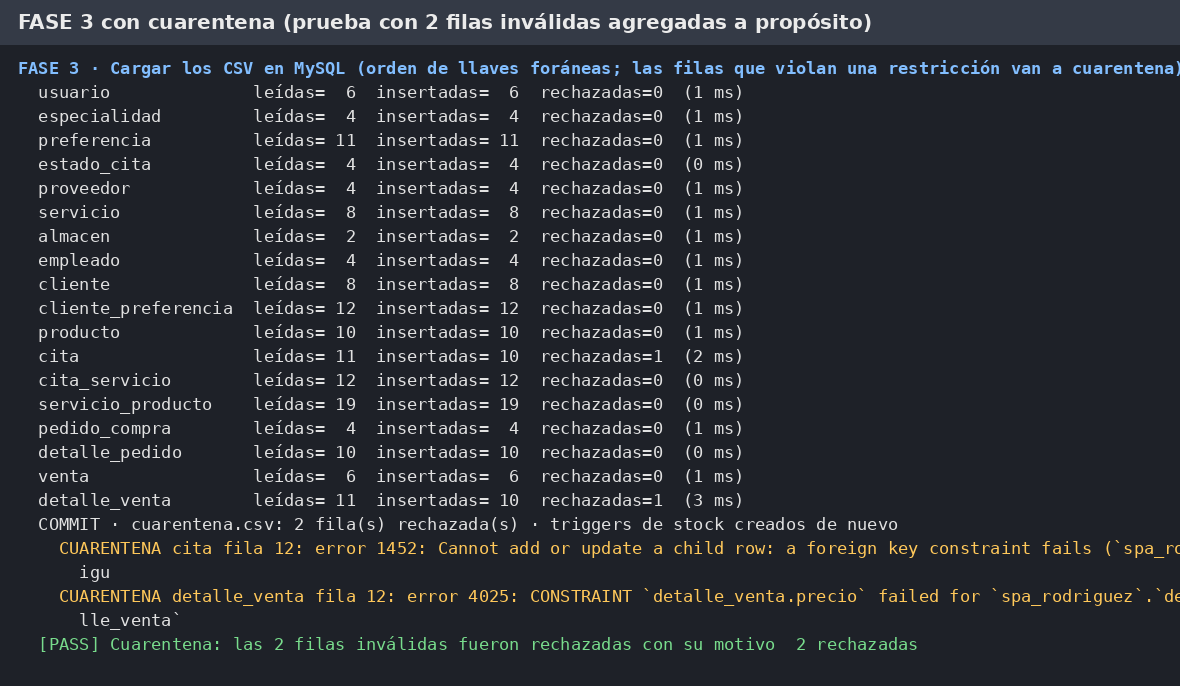 FASE 3 con cuarentena (prueba con 2 filas inválidas agregadas a propósito)
FASE 3 · Cargar los CSV en MySQL (orden de llaves foráneas; las filas que violan una restricción van a cuarentena)
usuario leídas= 6 insertadas= 6 rechazadas=0 (1 ms)
especialidad leídas= 4 insertadas= 4 rechazadas=0 (1 ms)
preferencia leídas= 11 insertadas= 11 rechazadas=0 (1 ms)
estado_cita leídas= 4 insertadas= 4 rechazadas=0 (0 ms)
proveedor leídas= 4 insertadas= 4 rechazadas=0 (1 ms)
servicio leídas= 8 insertadas= 8 rechazadas=0 (1 ms)
almacen leídas= 2 insertadas= 2 rechazadas=0 (1 ms)
empleado leídas= 4 insertadas= 4 rechazadas=0 (1 ms)
cliente leídas= 8 insertadas= 8 rechazadas=0 (1 ms)
cliente_preferencia leídas= 12 insertadas= 12 rechazadas=0 (1 ms)
producto leídas= 10 insertadas= 10 rechazadas=0 (1 ms)
cita leídas= 11 insertadas= 10 rechazadas=1 (2 ms)
cita_servicio leídas= 12 insertadas= 12 rechazadas=0 (0 ms)
servicio_producto leídas= 19 insertadas= 19 rechazadas=0 (0 ms)
pedido_compra leídas= 4 insertadas= 4 rechazadas=0 (1 ms)
detalle_pedido leídas= 10 insertadas= 10 rechazadas=0 (0 ms)
venta leídas= 6 insertadas= 6 rechazadas=0 (1 ms)
detalle_venta leídas= 11 insertadas= 10 rechazadas=1 (3 ms)
COMMIT · cuarentena.csv: 2 fila(s) rechazada(s) · triggers de stock creados de nuevo
CUARENTENA cita fila 12: error 1452: Cannot add or update a child row: a foreign key constraint fails (`spa_ro
igu
CUARENTENA detalle_venta fila 12: error 4025: CONSTRAINT `detalle_venta.precio` failed for `spa_rodriguez`.`de
lle_venta`
[PASS] Cuarentena: las 2 filas inválidas fueron rechazadas con su motivo 2 rechazadas